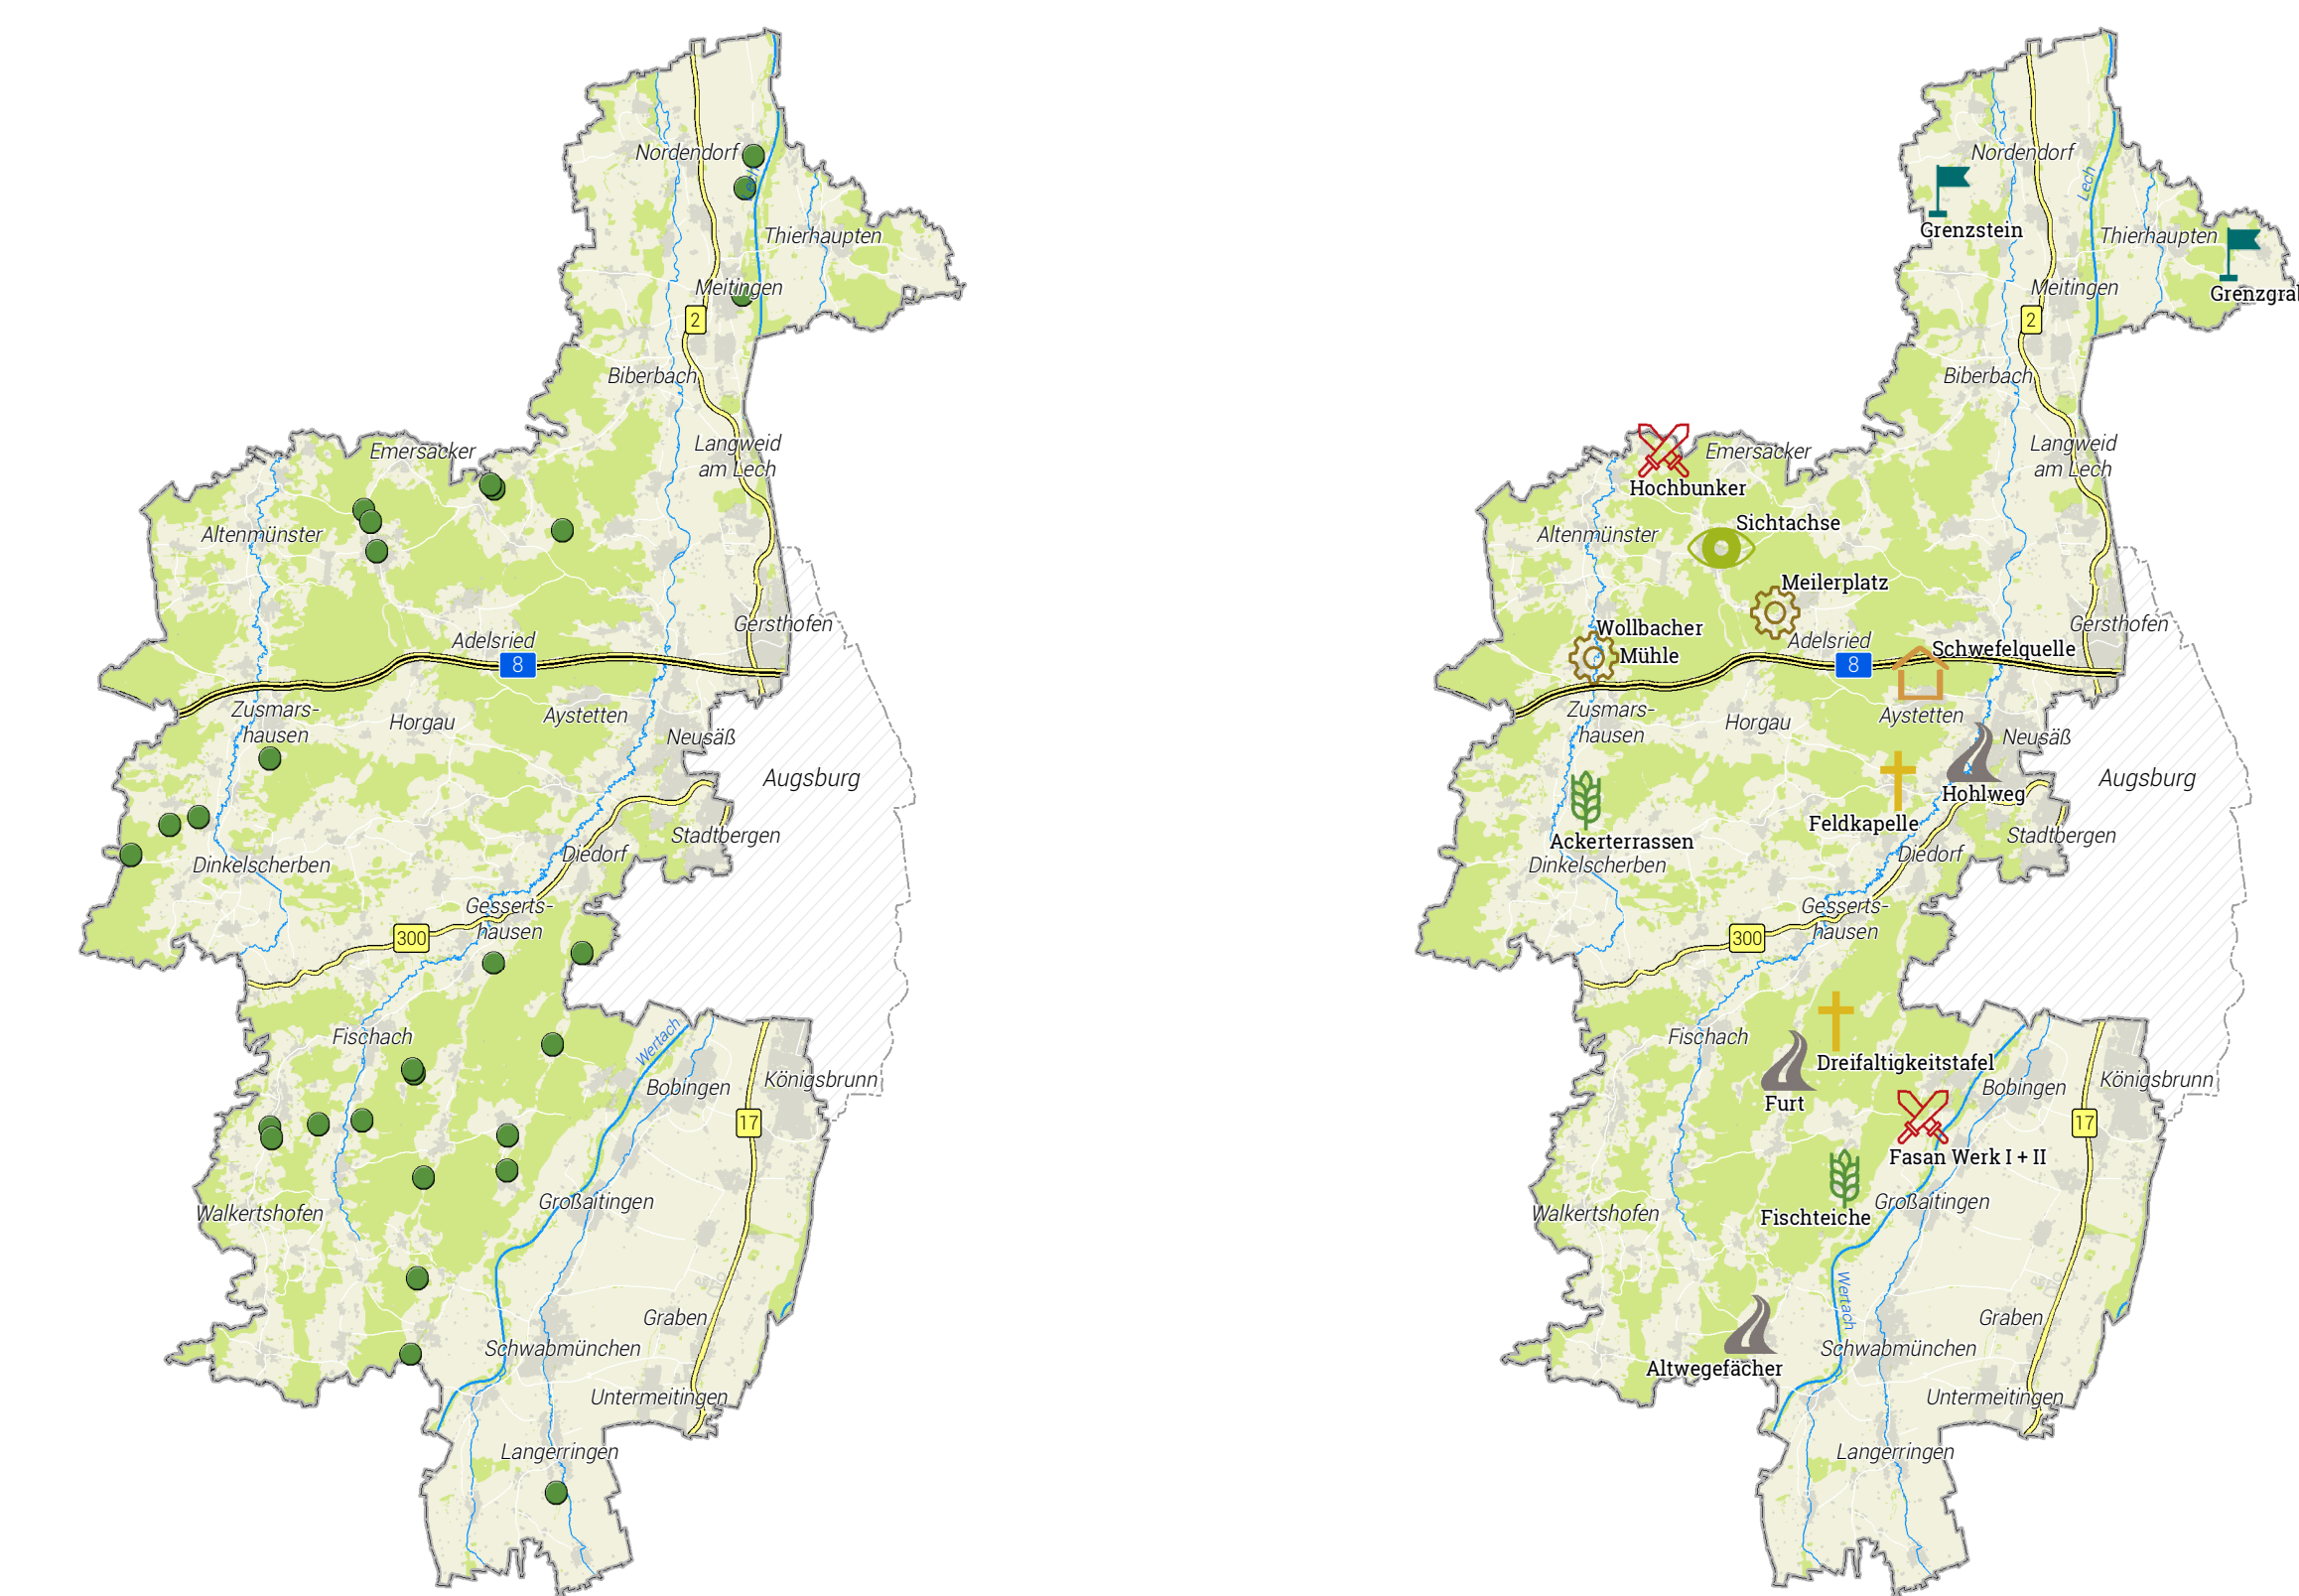 Nordendorf
Lech
Thierhaupten
Meitingen
2
Biberbach
Langweid
am Lech
Emersacker
Altenmünster
Gersthofen
Adelsried
8
Zusmars-
hausen
Horgau
Aystetten
Neusäß
Augsburg
Stadtbergen
Diedorf
Dinkelscherben
Gesserts-
hausen
300
Fischach
Wertach
Bobingen
Königsbrunn
17
Großaitingen
Walkertshofen
Graben
Schwabmünchen
Untermeitingen
Langerringen
Nordendorf
Lech
Grenzstein
Thierhaupten
Meitingen
Grenzgrab
2
Biberbach
Langweid
am Lech
Emersacker
Hochbunker
Sichtachse
Altenmünster
Meilerplatz
Wollbacher
Mühle
Adelsried
Gersthofen
Schwefelquelle
8
Zusmars-
hausen
Horgau
Aystetten
Neusäß
Augsburg
Hohlweg
Feldkapelle
Stadtbergen
Ackerterrassen
Diedorf
Dinkelscherben
Gesserts-
hausen
300
Fischach
Dreifaltigkeitstafel
Bobingen
Königsbrunn
Furt
17
Fasan Werk I + II
Großaitingen
Walkertshofen
Fischteiche
Wertach
Graben
Schwabmünchen
Altwegefächer
Untermeitingen
Langerringen